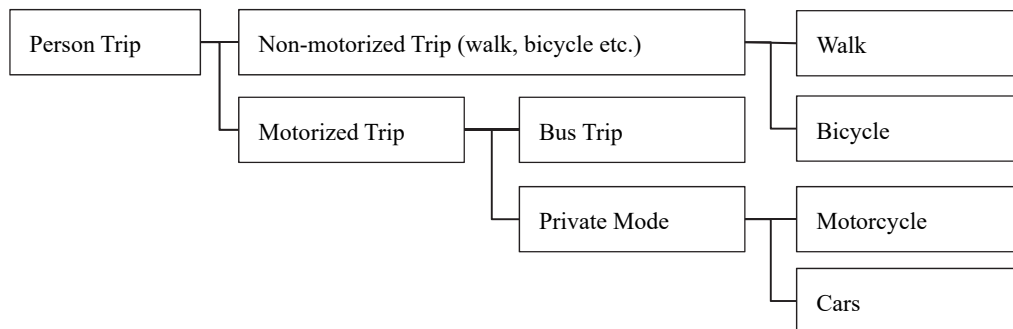 Person Trip
Non-motorized Trip (walk, bicycle etc.)
Walk
Motorized Trip
Bus Trip
Bicycle
Private Mode
Motorcycle
Cars